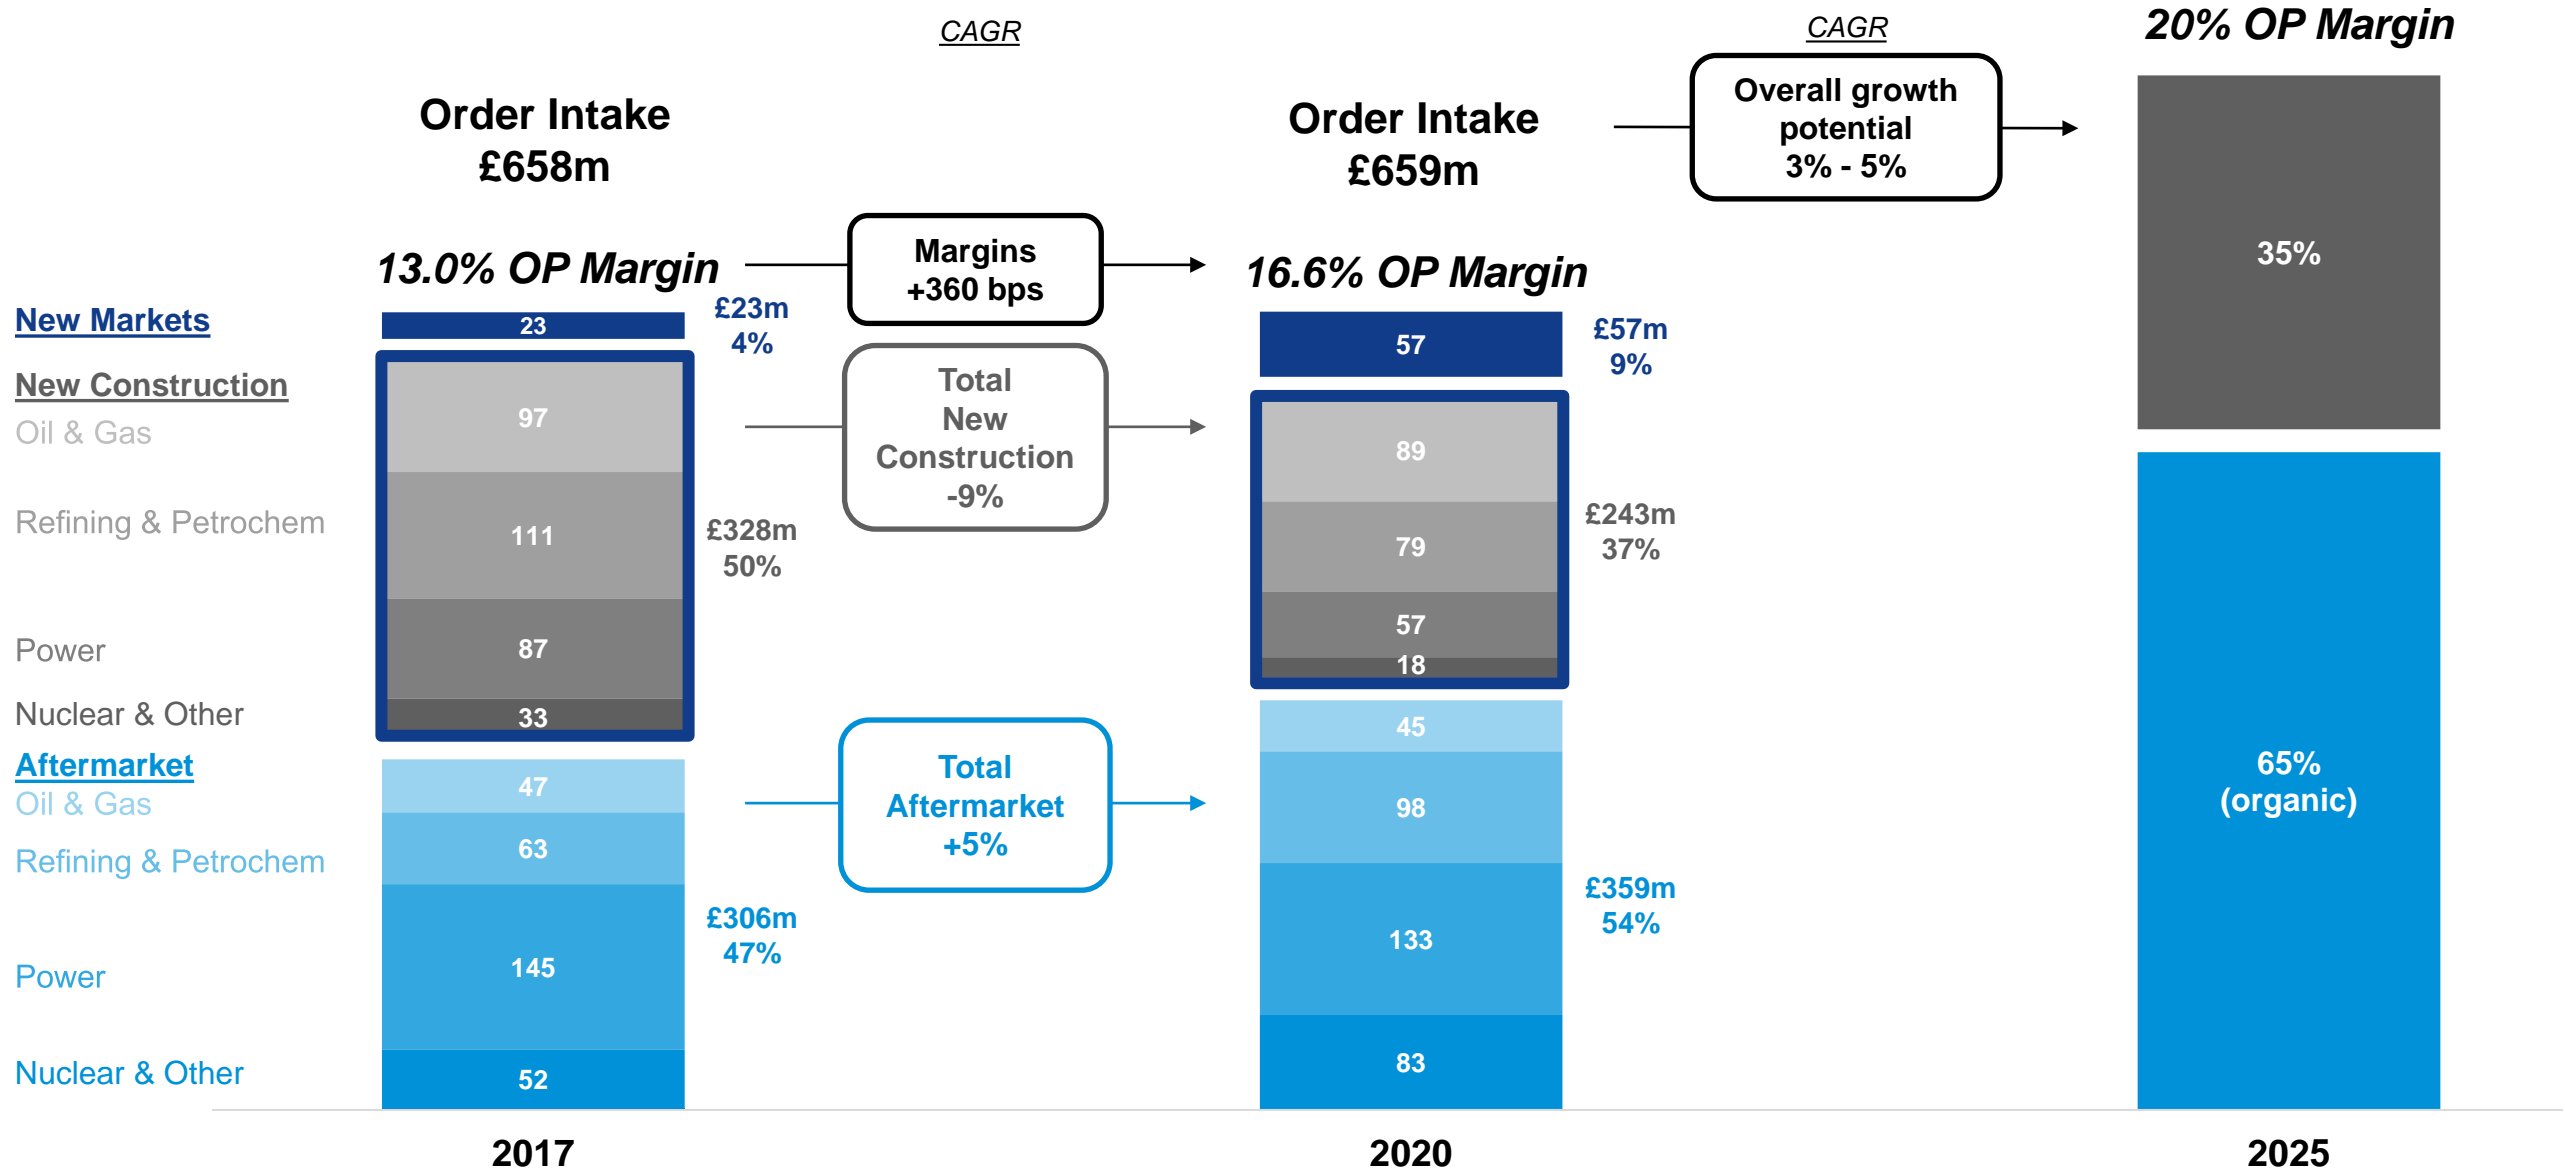 CAGR
CAGR
20% OP Margin
Order Intake
£658m
Order Intake
£659m
Overall growth
potential
3% - 5%
13.0% OP Margin
Margins
+360 bps
16.6% OP Margin
New Markets
23
£23m
4%
57
£57m
9%
New Construction
Oil & Gas
Refining & Petrochem
Power
Nuclear & Other
97
111
87
33
£328m
50%
Total
New
Construction
-9%
89
79
57
18
£243m
37%
Aftermarket
Oil & Gas
Refining & Petrochem
Power
Nuclear & Other
47
63
145
52
£306m
47%
Total
Aftermarket
+5%
45
98
133
83
£359m
54%
35%
65%
(organic)
2017
2020
2025